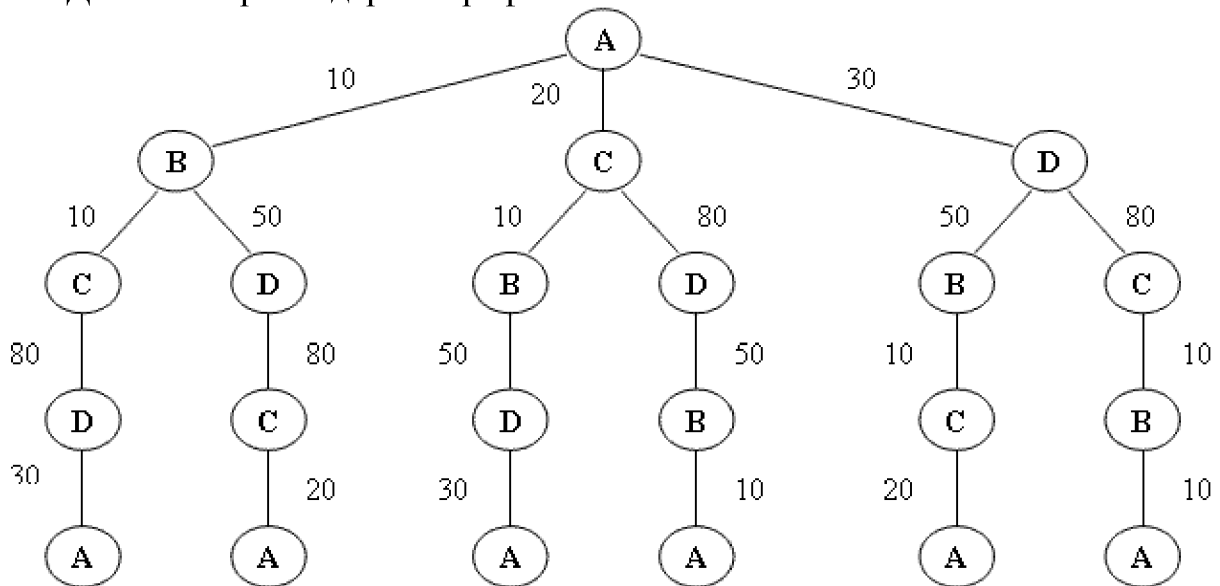 A
10 20 30
B C D
10 50 10 80 50 80
C D B D B C
80 80 50 50 10 10
D C D B C B
30 20 30 10 20 10
A A A A A A